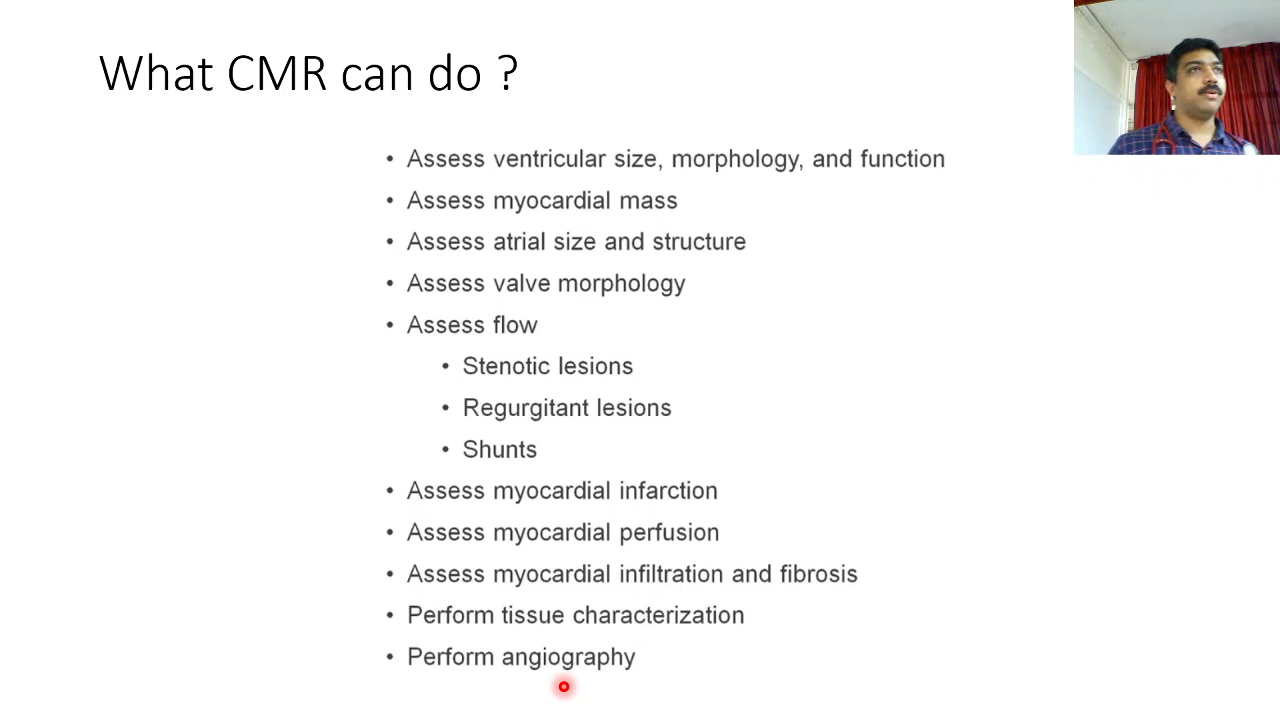 What CMR can do ?
• Assess ventricular size, morphology, and function
• Assess myocardial mass
• Assess atrial size and structure
• Assess valve morphology
• Assess flow
• Stenotic lesions
• Regurgitant lesions
• Shunts
• Assess myocardial infarction
• Assess myocardial perfusion
• Assess myocardial infiltration and fibrosis
• Perform tissue characterization
• Perform angiography